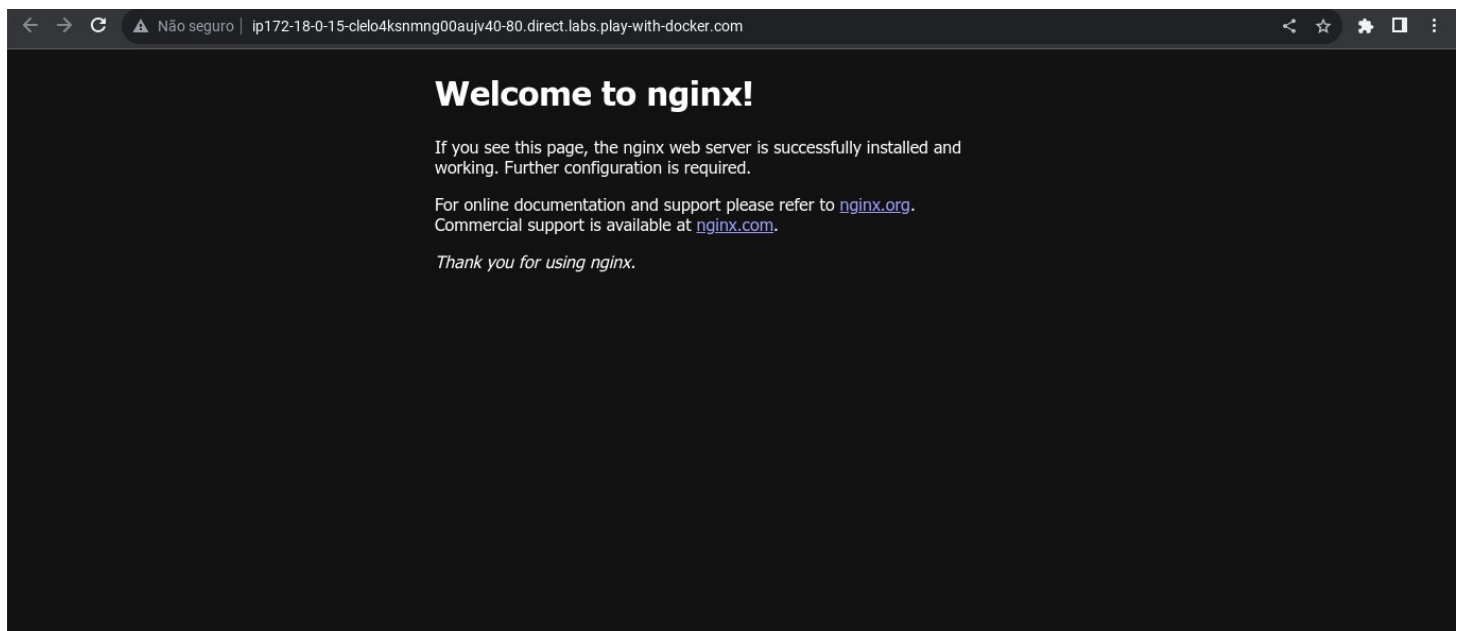 Não seguro
ip172-18-0-15-clelo4ksnmng00aujv40-80.direct.labs.play-with-docker.com
Welcome to nginx!
If you see this page, the nginx web server is successfully installed and
working. Further configuration is required.
For online documentation and support please refer to nginx.org.
Commercial support is available at nginx.com.
Thank you for using nginx.